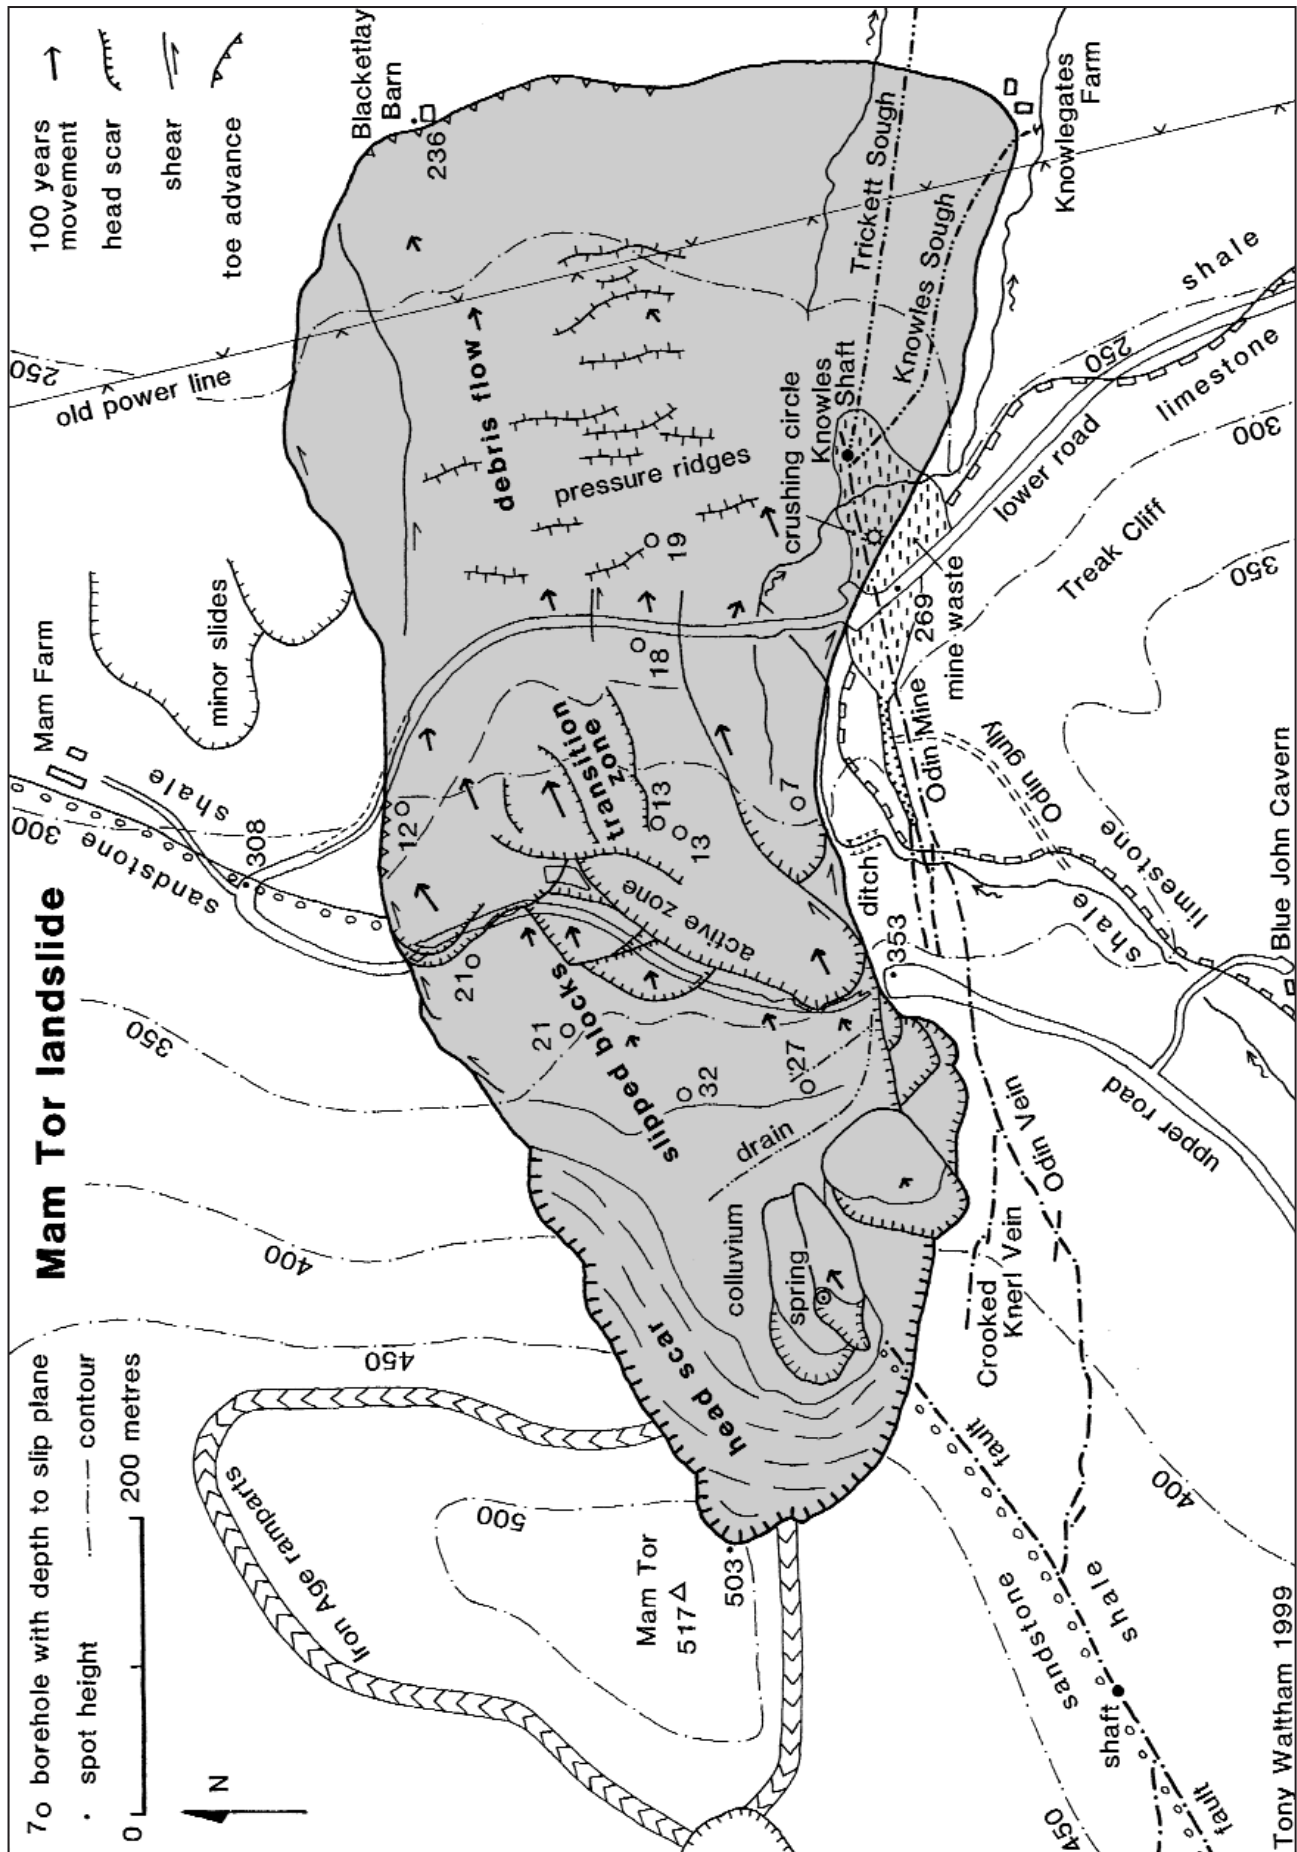 Mam Tor landslide
7o borehole with depth to slip plane
· spot height
contour
0
200 metres
N
100 years
movement
head scar
shear
toe advance
Iron Age ramparts
Mam Tor
517
503
500
450
400
350
300
250
sandstone
shale
308
Mam Farm
minor slides
old power line
Blacketlay
Barn
236
head scar
colluvium
spring
drain
slipped blocks
32
27
21
21
active zone
transition
zone
12
13
13
7
18
19
debris flow
pressure ridges
crushing circle
Knowles
Shaft
Trickett Sough
Knowles Sough
Knowlegates
Farm
shale
250
limestone
300
lower road
Treak Cliff
350
mine waste
269
Odin Mine
Odin gully
ditch
353
shale
limestone
Blue John Cavern
upper road
Odin Vein
Crooked
Knerl Vein
400
fault
sandstone
shale
shaft
fault
450
Tony Waltham 1999